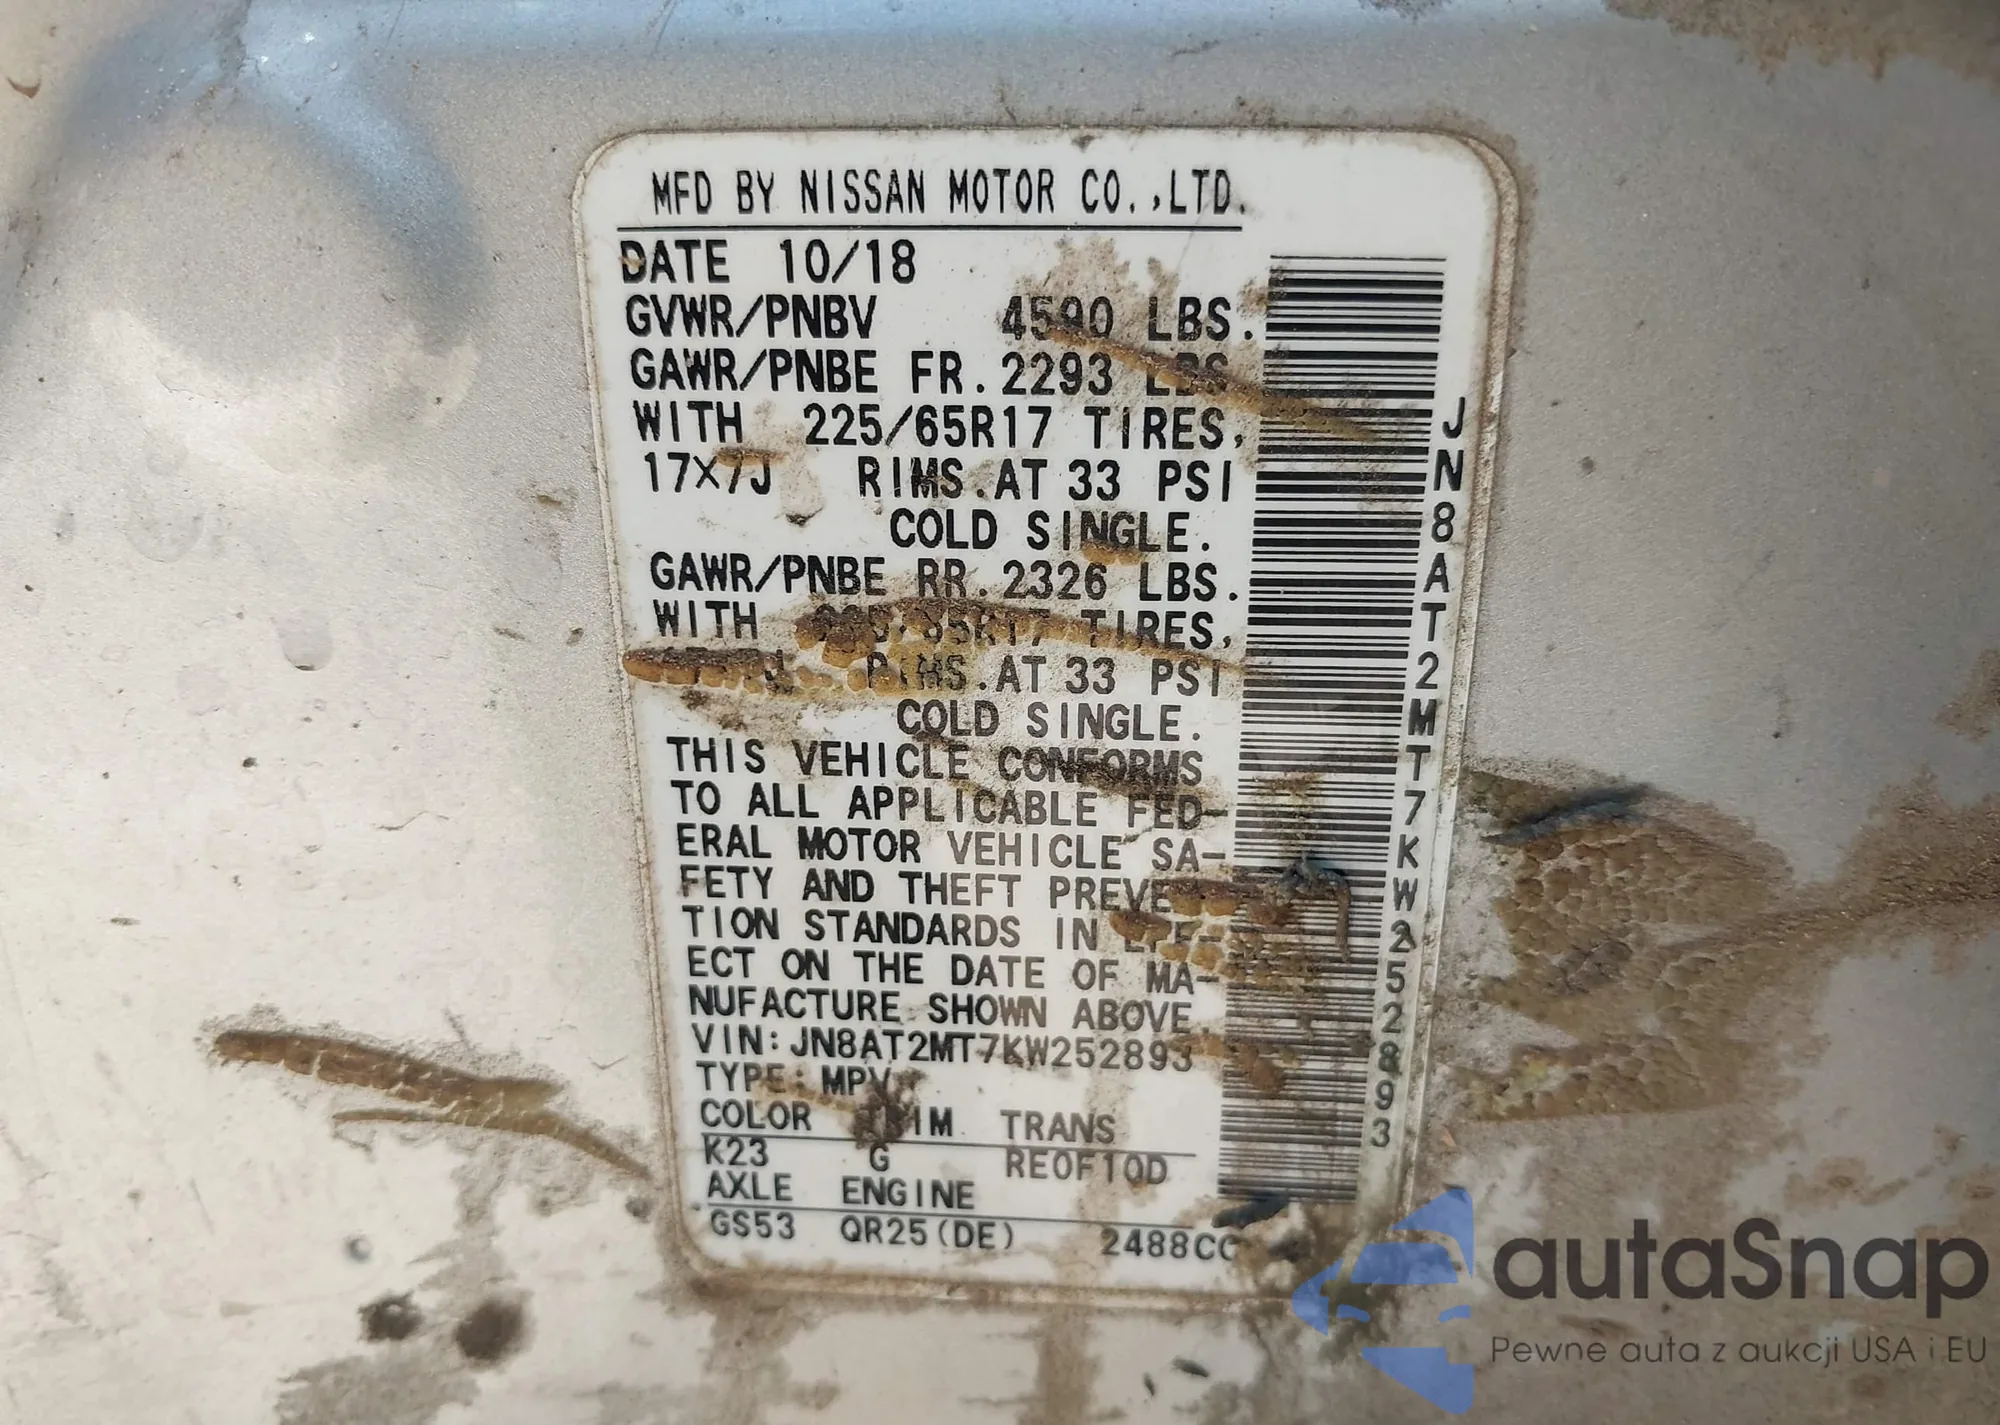 MFD BY NISSAN MOTOR CO.,LTD.
DATE 10/18
GVWR/PNBV 4590 LBS.
GAWR/PNBE FR. 2293 LBS
WITH 225/65R17 TIRES,
17X7J RIMS. AT 33 PSI
COLD SINGLE.
GAWR/PNBE RR. 2326 LBS.
WITH TIRES,
RIMS. AT 33 PSI
COLD SINGLE.
THIS VEHICLE CONFORMS
TO ALL APPLICABLE FED-
ERAL MOTOR VEHICLE SA-
FETY AND THEFT PREVE
TION STANDARDS IN
ECT ON THE DATE OF MA-
NUFACTURE SHOWN ABOVE.
VIN: JN8AT2MT7KW252893
TYPE: MPV
COLOR TRIM TRANS
K23 G RE0F10D
AXLE ENGINE
GS53 QR25(DE) 2488CC
JN8AT2MT7KW252893
autaSnap
Pewne auta z aukcji USA i EU